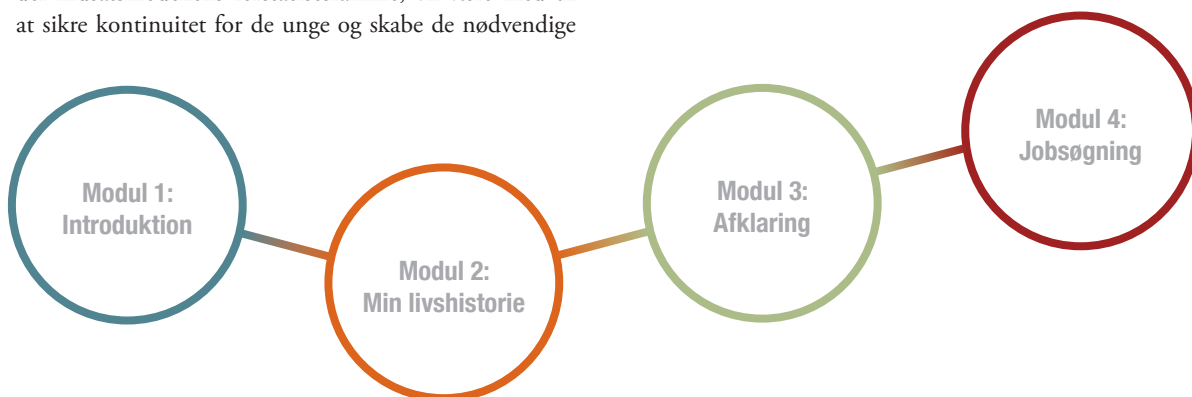 at sikre kontinuitet for de unge og skabe de nødvendige
Modul 1:
Introduktion
Modul 2:
Min livshistorie
Modul 3:
Afklaring
Modul 4:
Jobsøgning